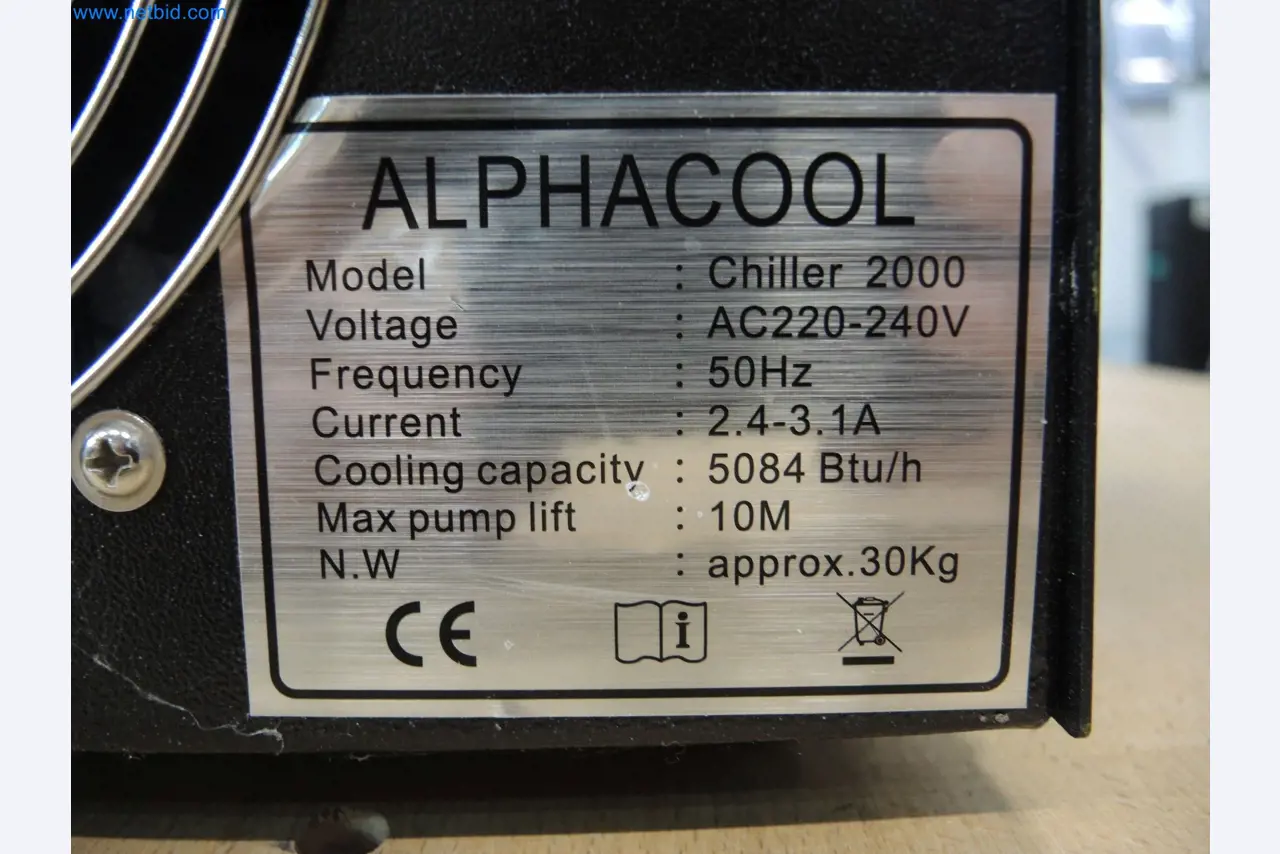 www.netbid.com
ALPHACOOL
Model : Chiller 2000
Voltage : AC220-240V
Frequency : 50Hz
Current : 2.4-3.1A
Cooling capacity : 5084 Btu/h
Max pump lift : 10M
N.W : approx.30Kg
CE i